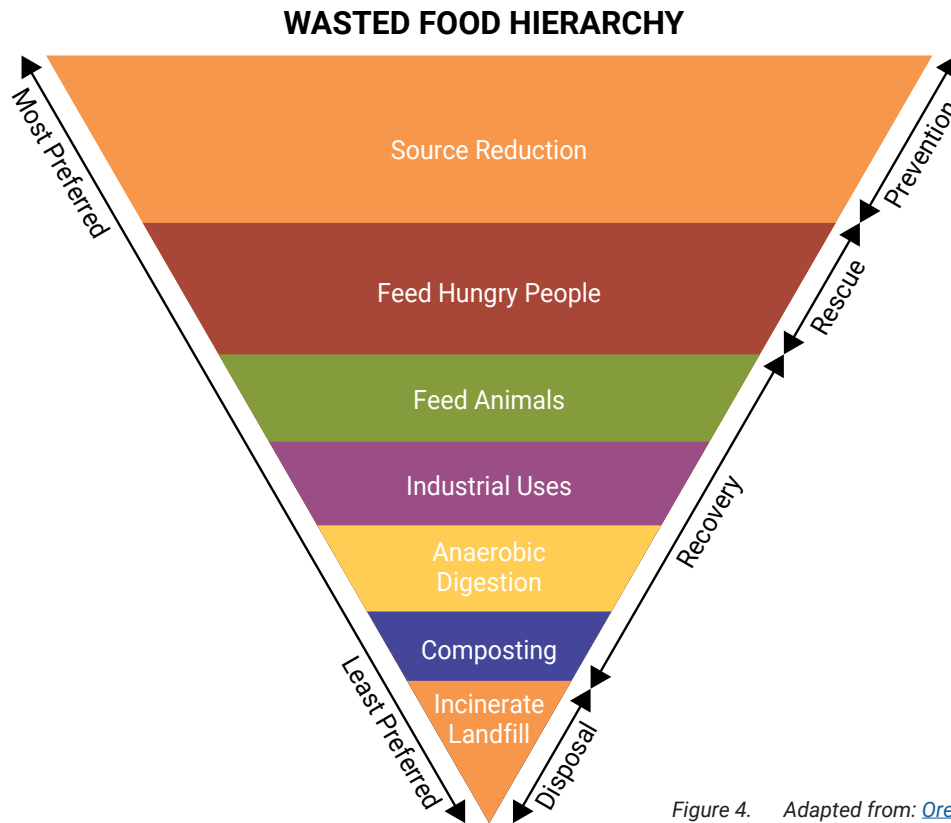 WASTED FOOD HIERARCHY
Most Preferred
Prevention
Source Reduction
Feed Hungry People
Rescue
Feed Animals
Industrial Uses
Recovery
Anaerobic
Digestion
Composting
Least Preferred
Incinerate
Landfill
Disposal
Figure 4. Adapted from: Ore